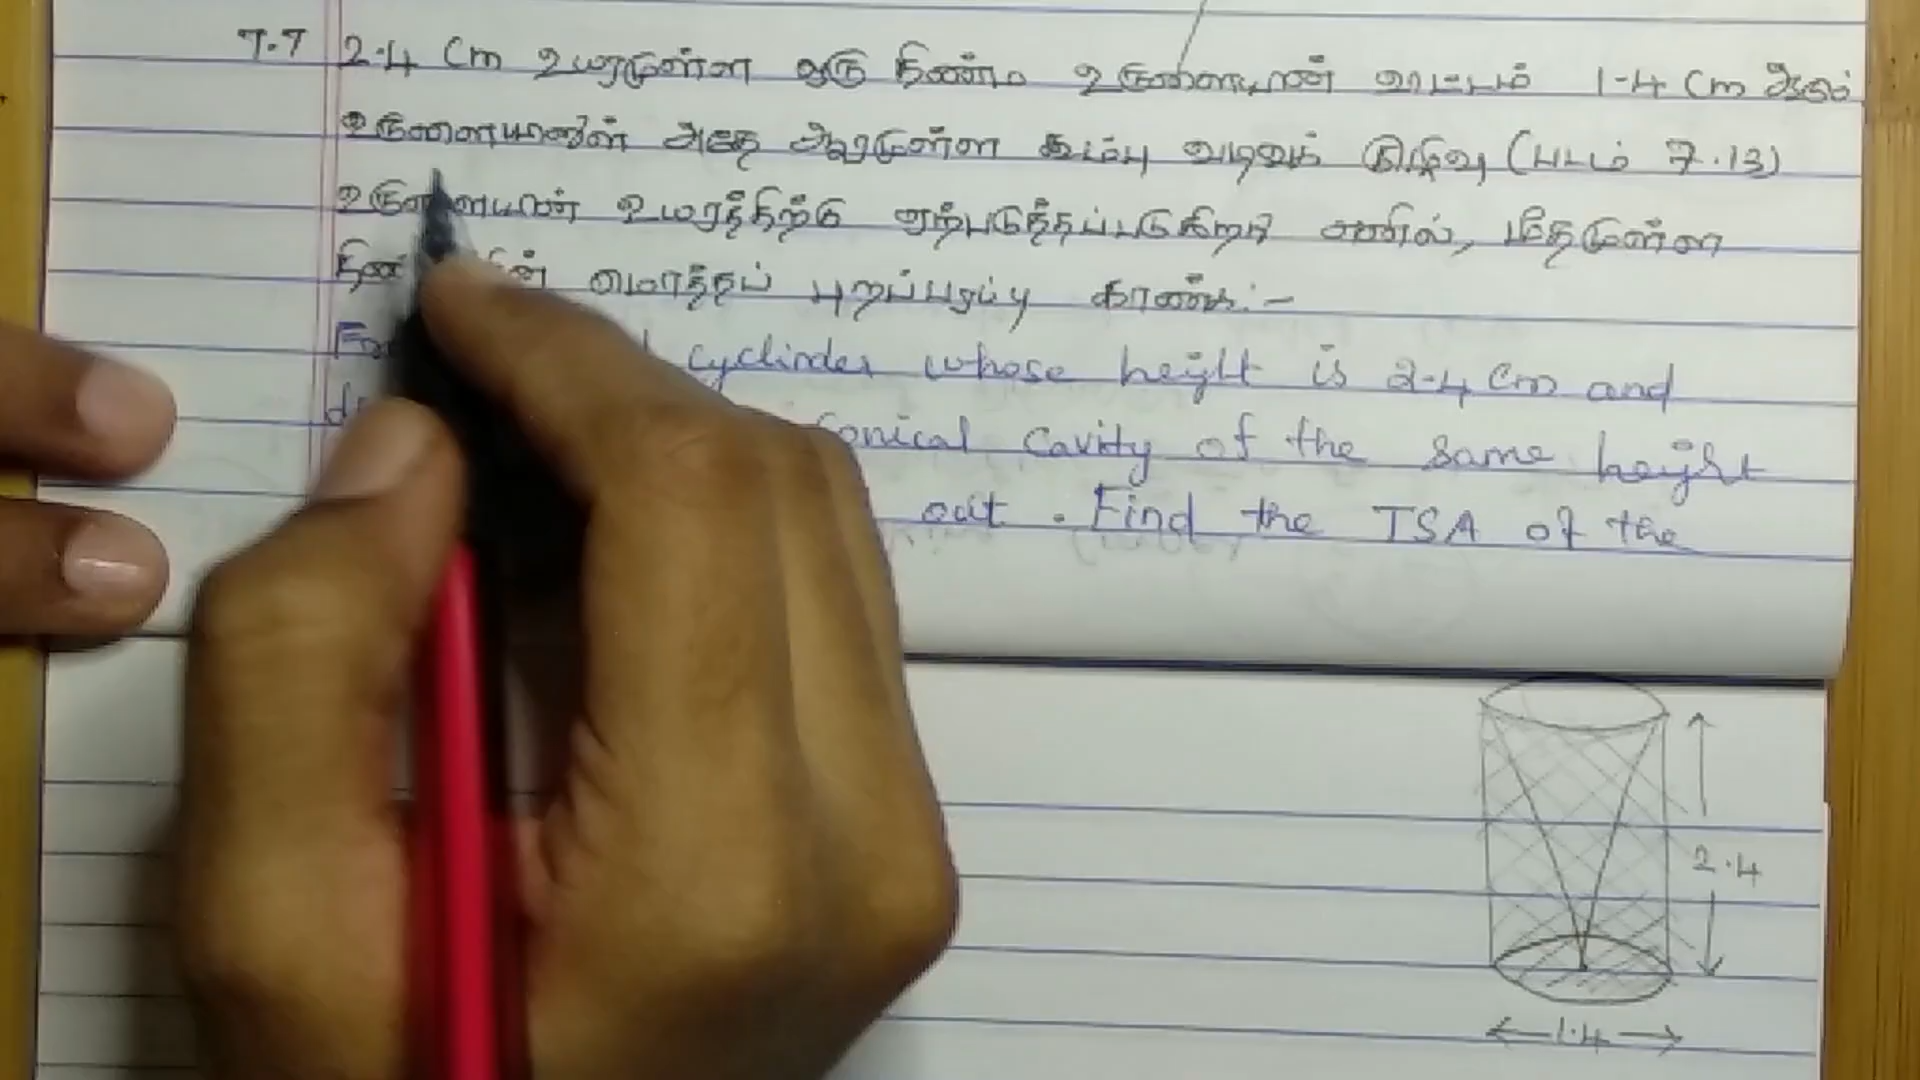 7.7 2.4 Cm உயரமுள்ள ஒரு திண்ம உருளையின் விட்டம் 1.4 Cm ஆகும்
உருளையினுள் அதே ஆரமுள்ள கூம்பு வடிவக் குழிவு (படம் 7.13)
உருளையின் உயரத்திற்கு ஏற்படுத்தப்படுகிறது எனில், மீதமுள்ள
மொத்தப் புறப்பரப்பு காண்க:-
cyclinder whose height is 2.4 Cm and
Conical Cavity of the same height
out . Find the TSA of the
2.4
1.4